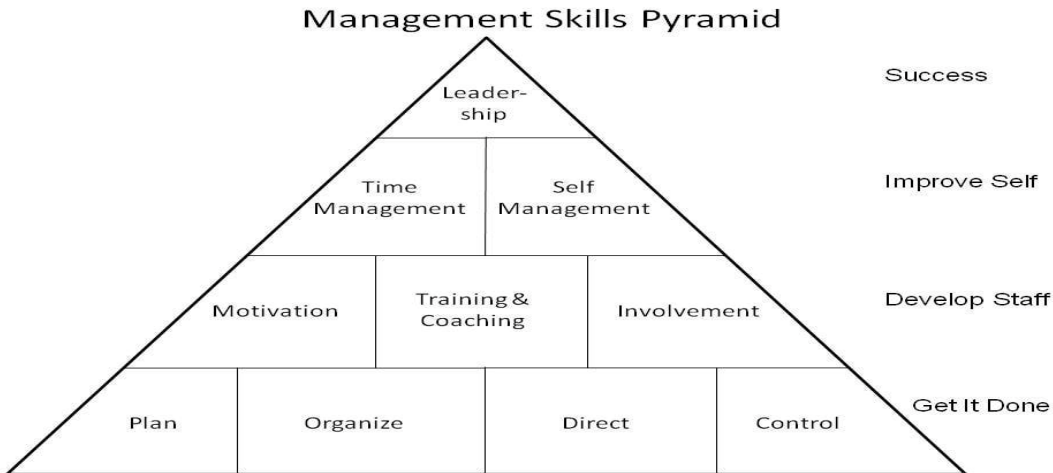 Management Skills Pyramid
Leader-
ship
Success
Time
Management
Self
Management
Improve Self
Motivation
Training &
Coaching
Involvement
Develop Staff
Plan
Organize
Direct
Control
Get It Done